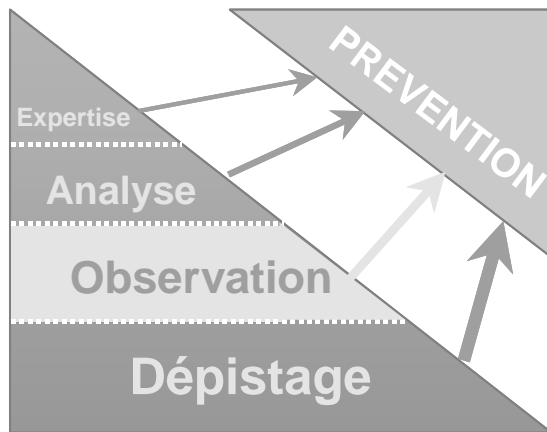 PREVENTION
Expertise
Analyse
Observation
Dépistage